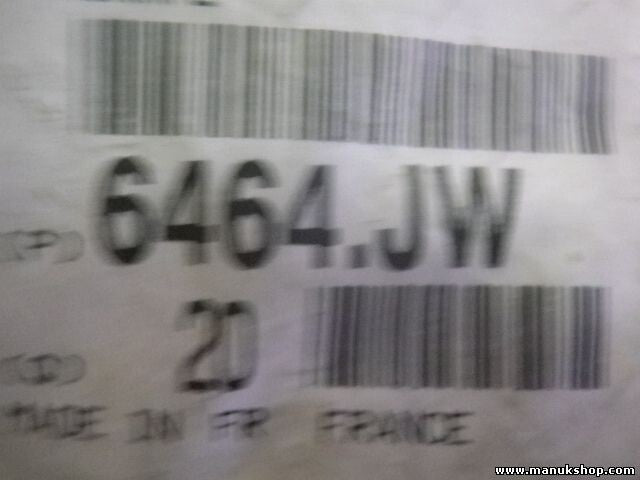 (P) 6464.JW
(Q) 20
MADE IN FR FRANCE
www.manukshop.com